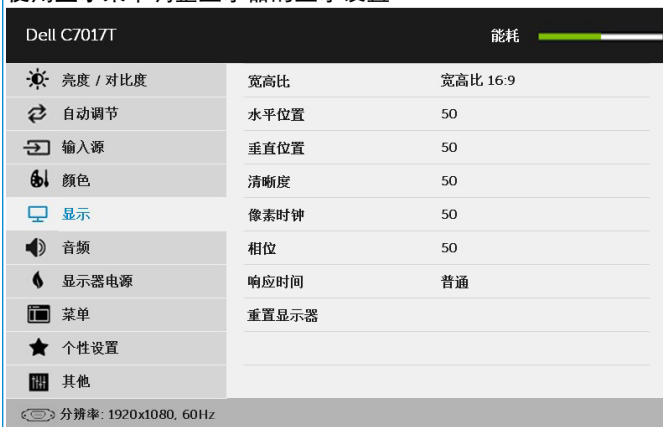 使用显示菜单调整显示器的显示设置
Dell C7017T 能耗
亮度 / 对比度 宽高比 宽高比 16:9
自动调节 水平位置 50
输入源 垂直位置 50
颜色 清晰度 50
显示 像素时钟 50
音频 相位 50
显示器电源 响应时间 普通
菜单 重置显示器
个性设置
其他
分辨率: 1920x1080, 60Hz